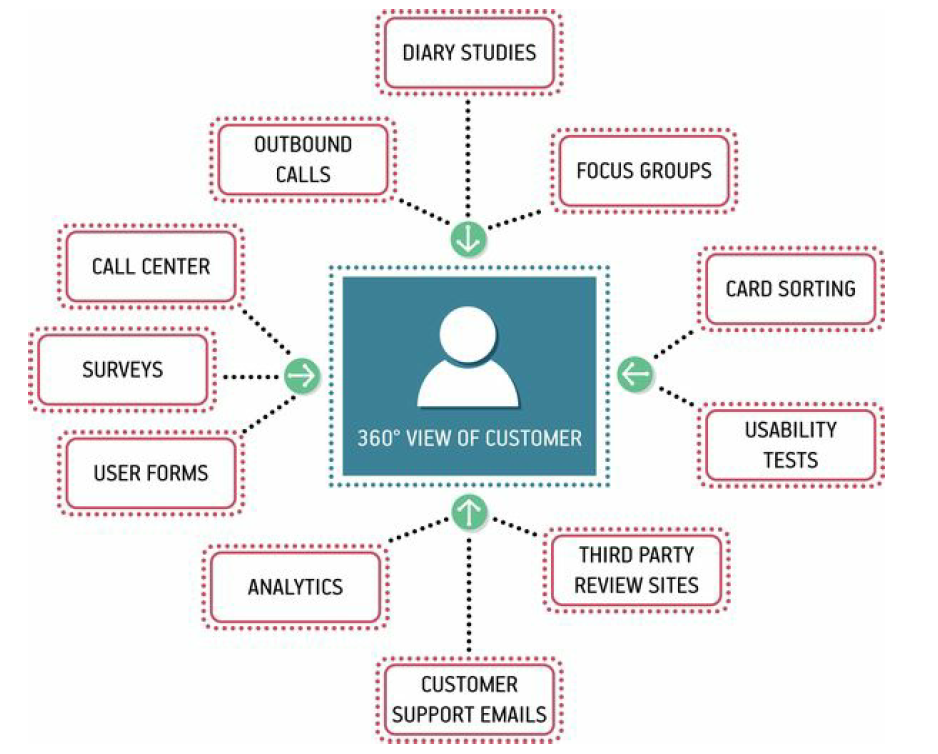 DIARY STUDIES
OUTBOUND
CALLS
FOCUS GROUPS
CALL CENTER
CARD SORTING
SURVEYS
360° VIEW OF CUSTOMER
USABILITY
TESTS
USER FORMS
ANALYTICS
THIRD PARTY
REVIEW SITES
CUSTOMER
SUPPORT EMAILS